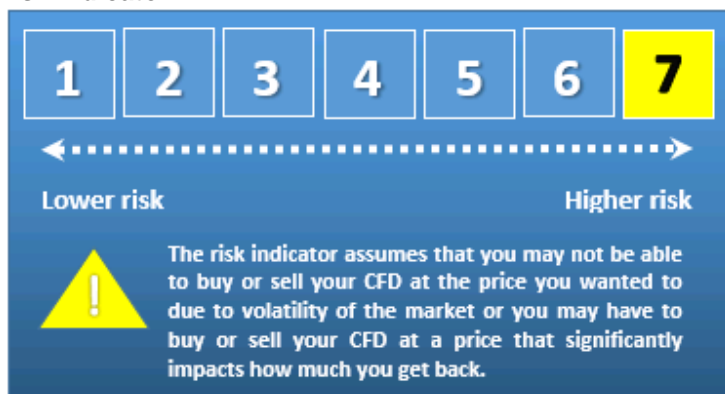 1 2 3 4 5 6 7
Lower risk Higher risk
!
The risk indicator assumes that you may not be able
to buy or sell your CFD at the price you wanted to
due to volatility of the market or you may have to
buy or sell your CFD at a price that significantly
impacts how much you get back.